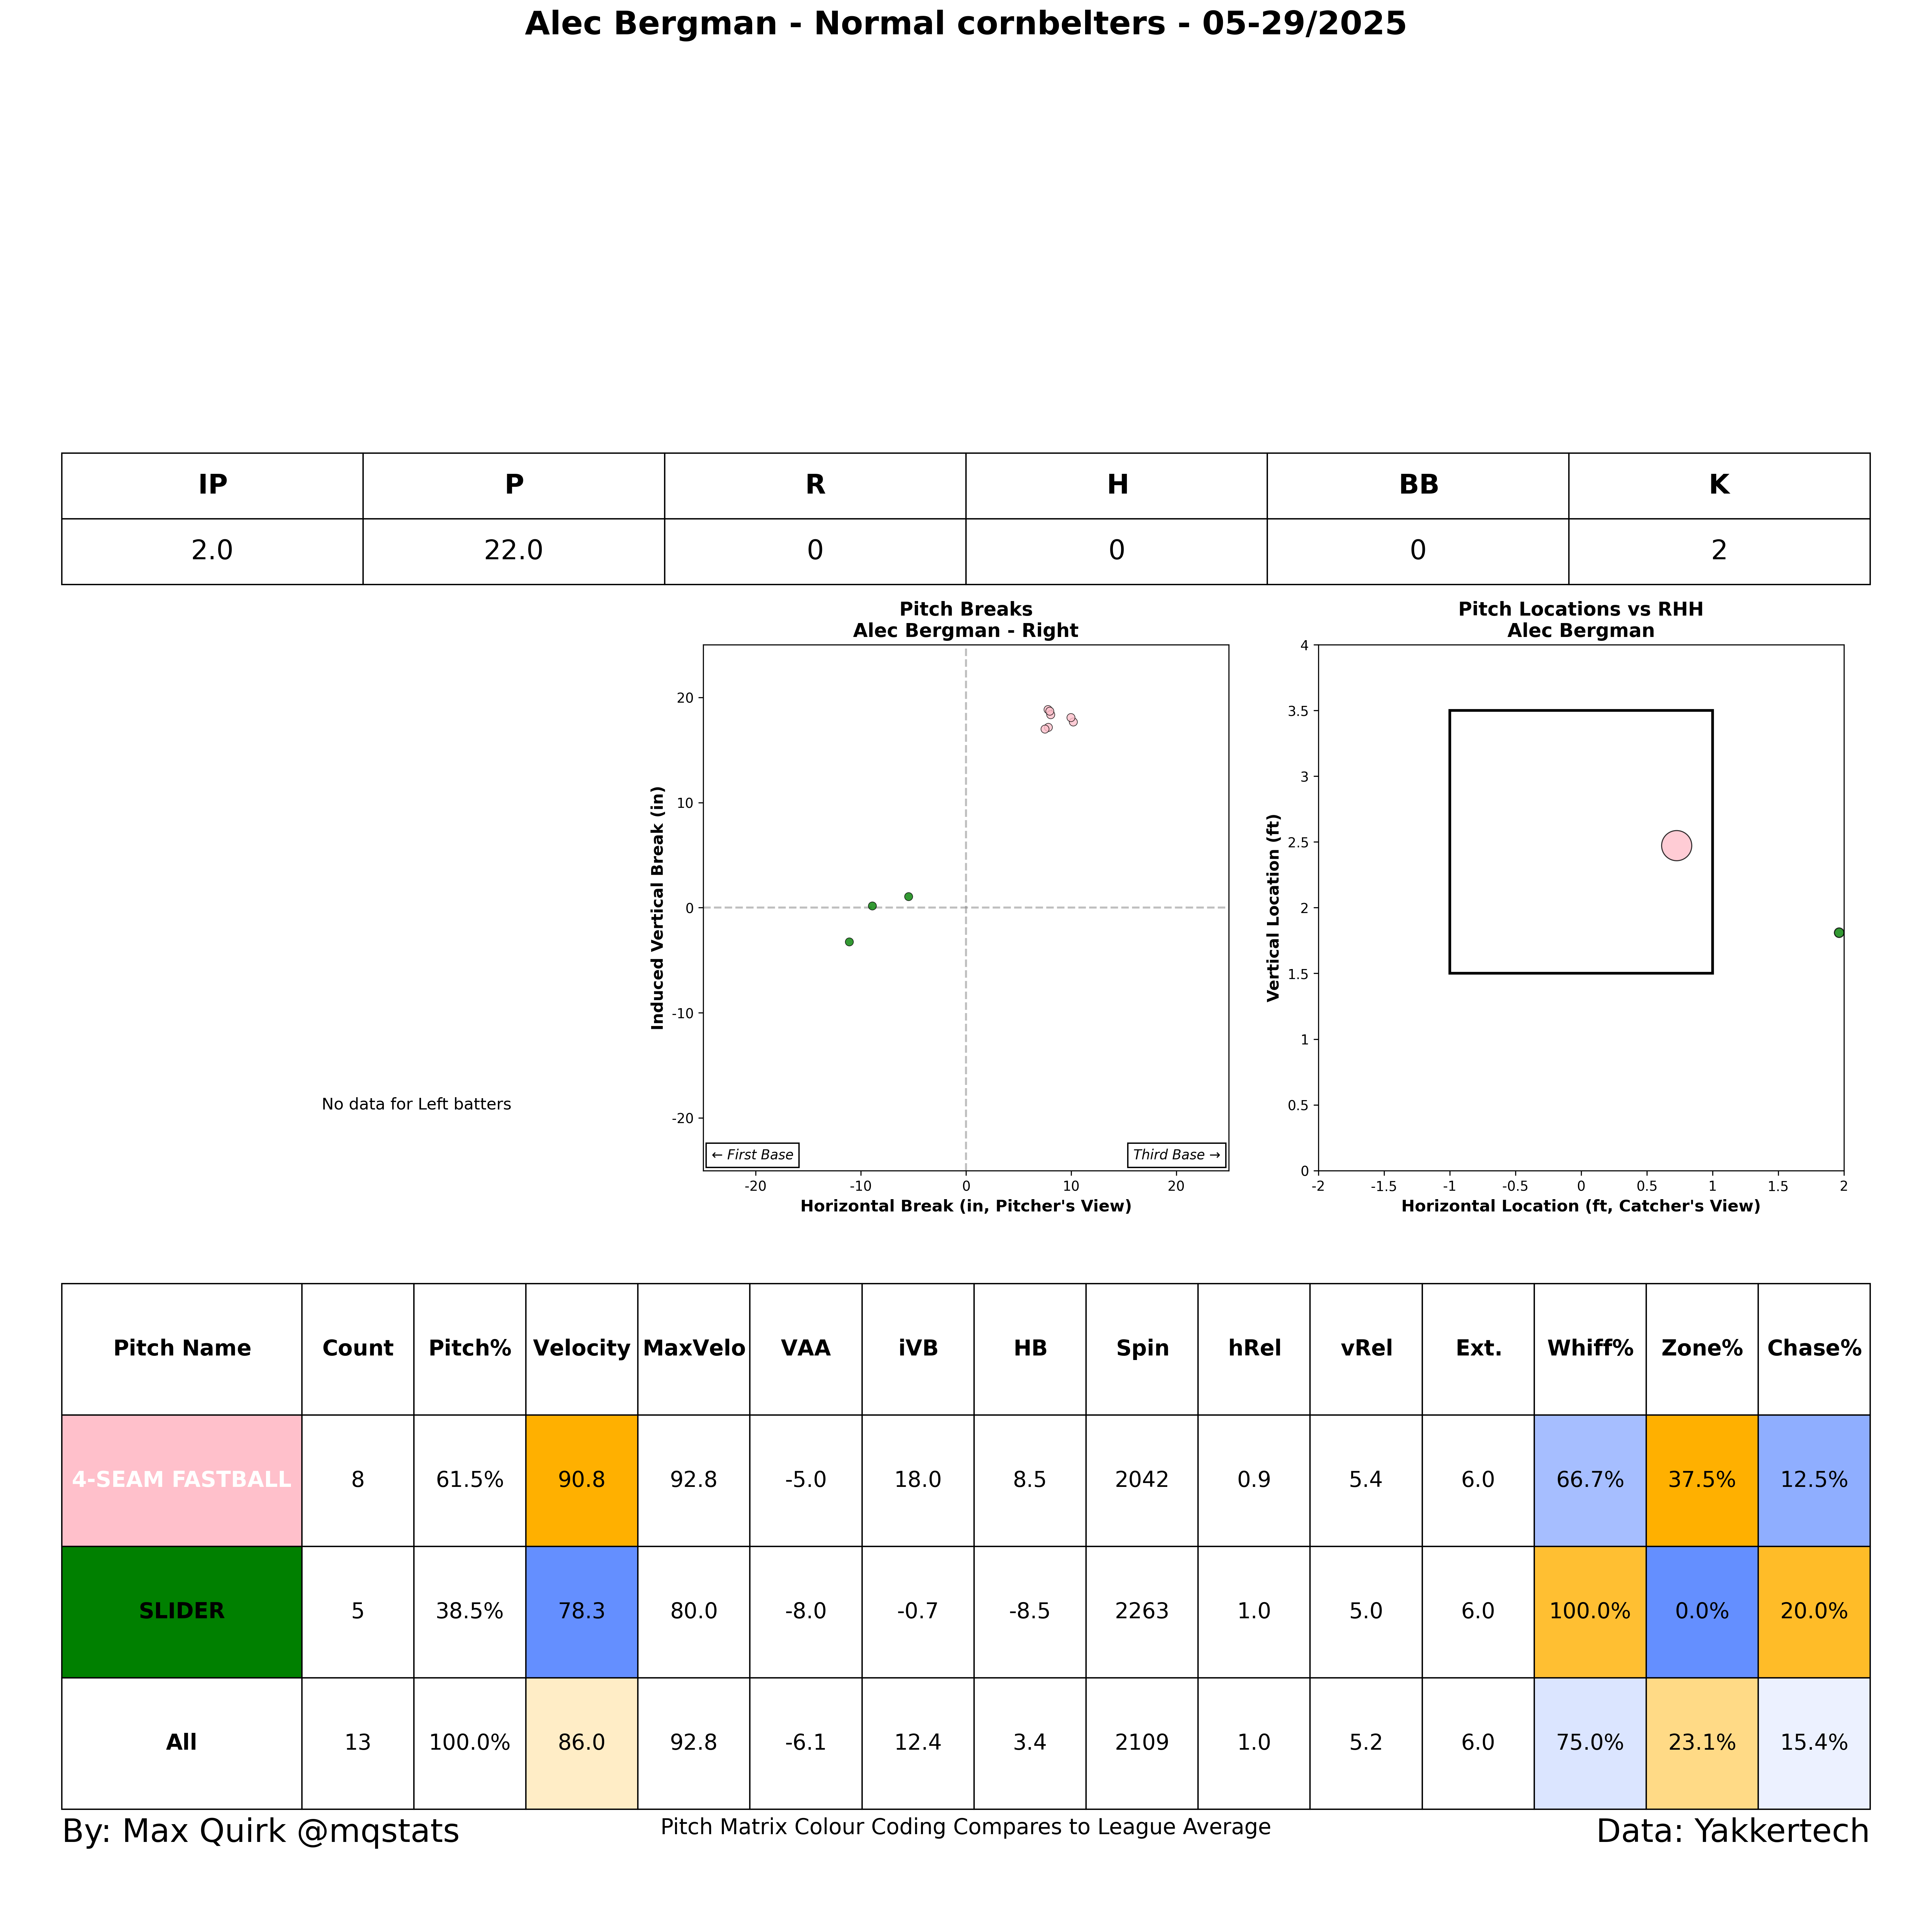 Alec Bergman - Normal cornbelters - 05-29/2025
IP P R H BB K
2.0 22.0 0 0 0 2
No data for Left batters
Pitch Breaks
Alec Bergman - Right
Induced Vertical Break (in)
20
10
0
-10
-20
← First Base
Third Base →
-20 -10 0 10 20
Horizontal Break (in, Pitcher's View)
Pitch Locations vs RHH
Alec Bergman
Vertical Location (ft)
4
3.5
3
2.5
2
1.5
1
0.5
0
-2 -1.5 -1 -0.5 0 0.5 1 1.5 2
Horizontal Location (ft, Catcher's View)
Pitch Name Count Pitch% Velocity MaxVelo VAA iVB HB Spin hRel vRel Ext. Whiff% Zone% Chase%
4-SEAM FASTBALL 8 61.5% 90.8 92.8 -5.0 18.0 8.5 2042 0.9 5.4 6.0 66.7% 37.5% 12.5%
SLIDER 5 38.5% 78.3 80.0 -8.0 -0.7 -8.5 2263 1.0 5.0 6.0 100.0% 0.0% 20.0%
All 13 100.0% 86.0 92.8 -6.1 12.4 3.4 2109 1.0 5.2 6.0 75.0% 23.1% 15.4%
By: Max Quirk @mqstats
Pitch Matrix Colour Coding Compares to League Average
Data: Yakkertech